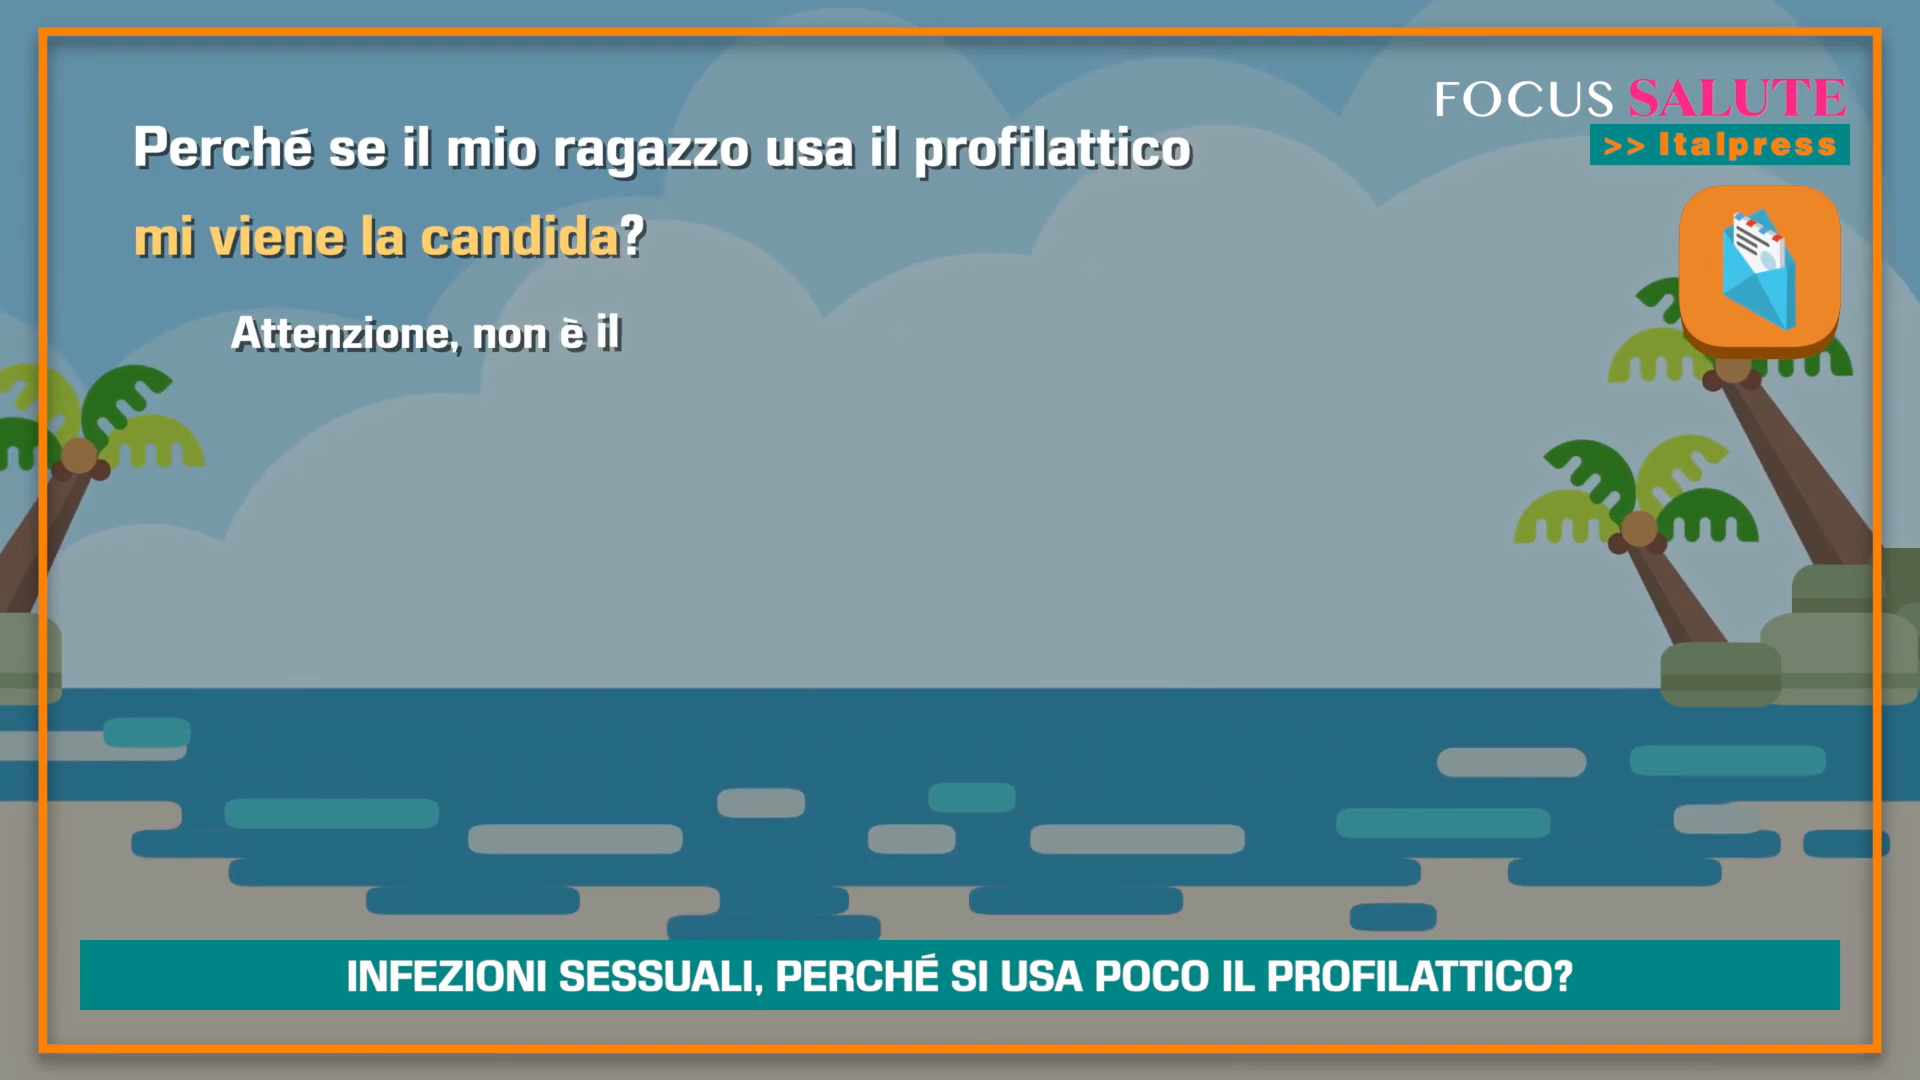 FOCUS SALUTE
>> Italpress
Perché se il mio ragazzo usa il profilattico
mi viene la candida?
Attenzione, non è il
INFEZIONI SESSUALI, PERCHÉ SI USA POCO IL PROFILATTICO?